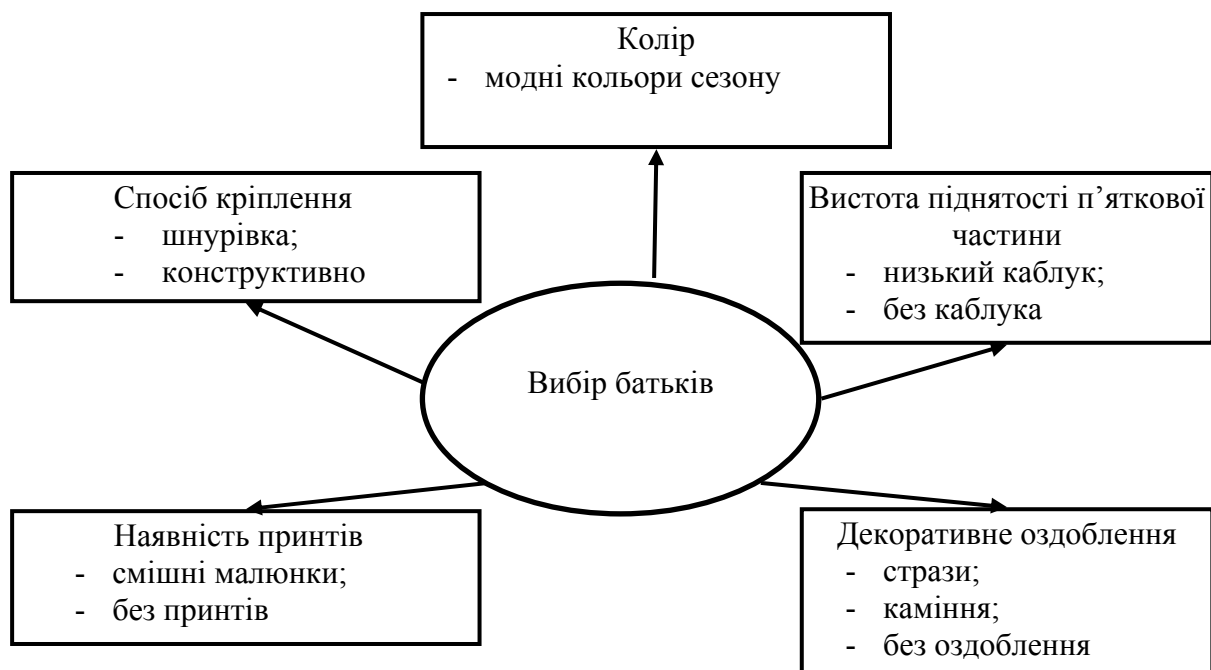 Колір
- модні кольори сезону
Спосіб кріплення
- шнурівка;
- конструктивно
Вистота піднятості п’яткової
частини
- низький каблук;
- без каблука
Вибір батьків
Наявність принтів
- смішні малюнки;
- без принтів
Декоративне оздоблення
- стрази;
- каміння;
- без оздоблення